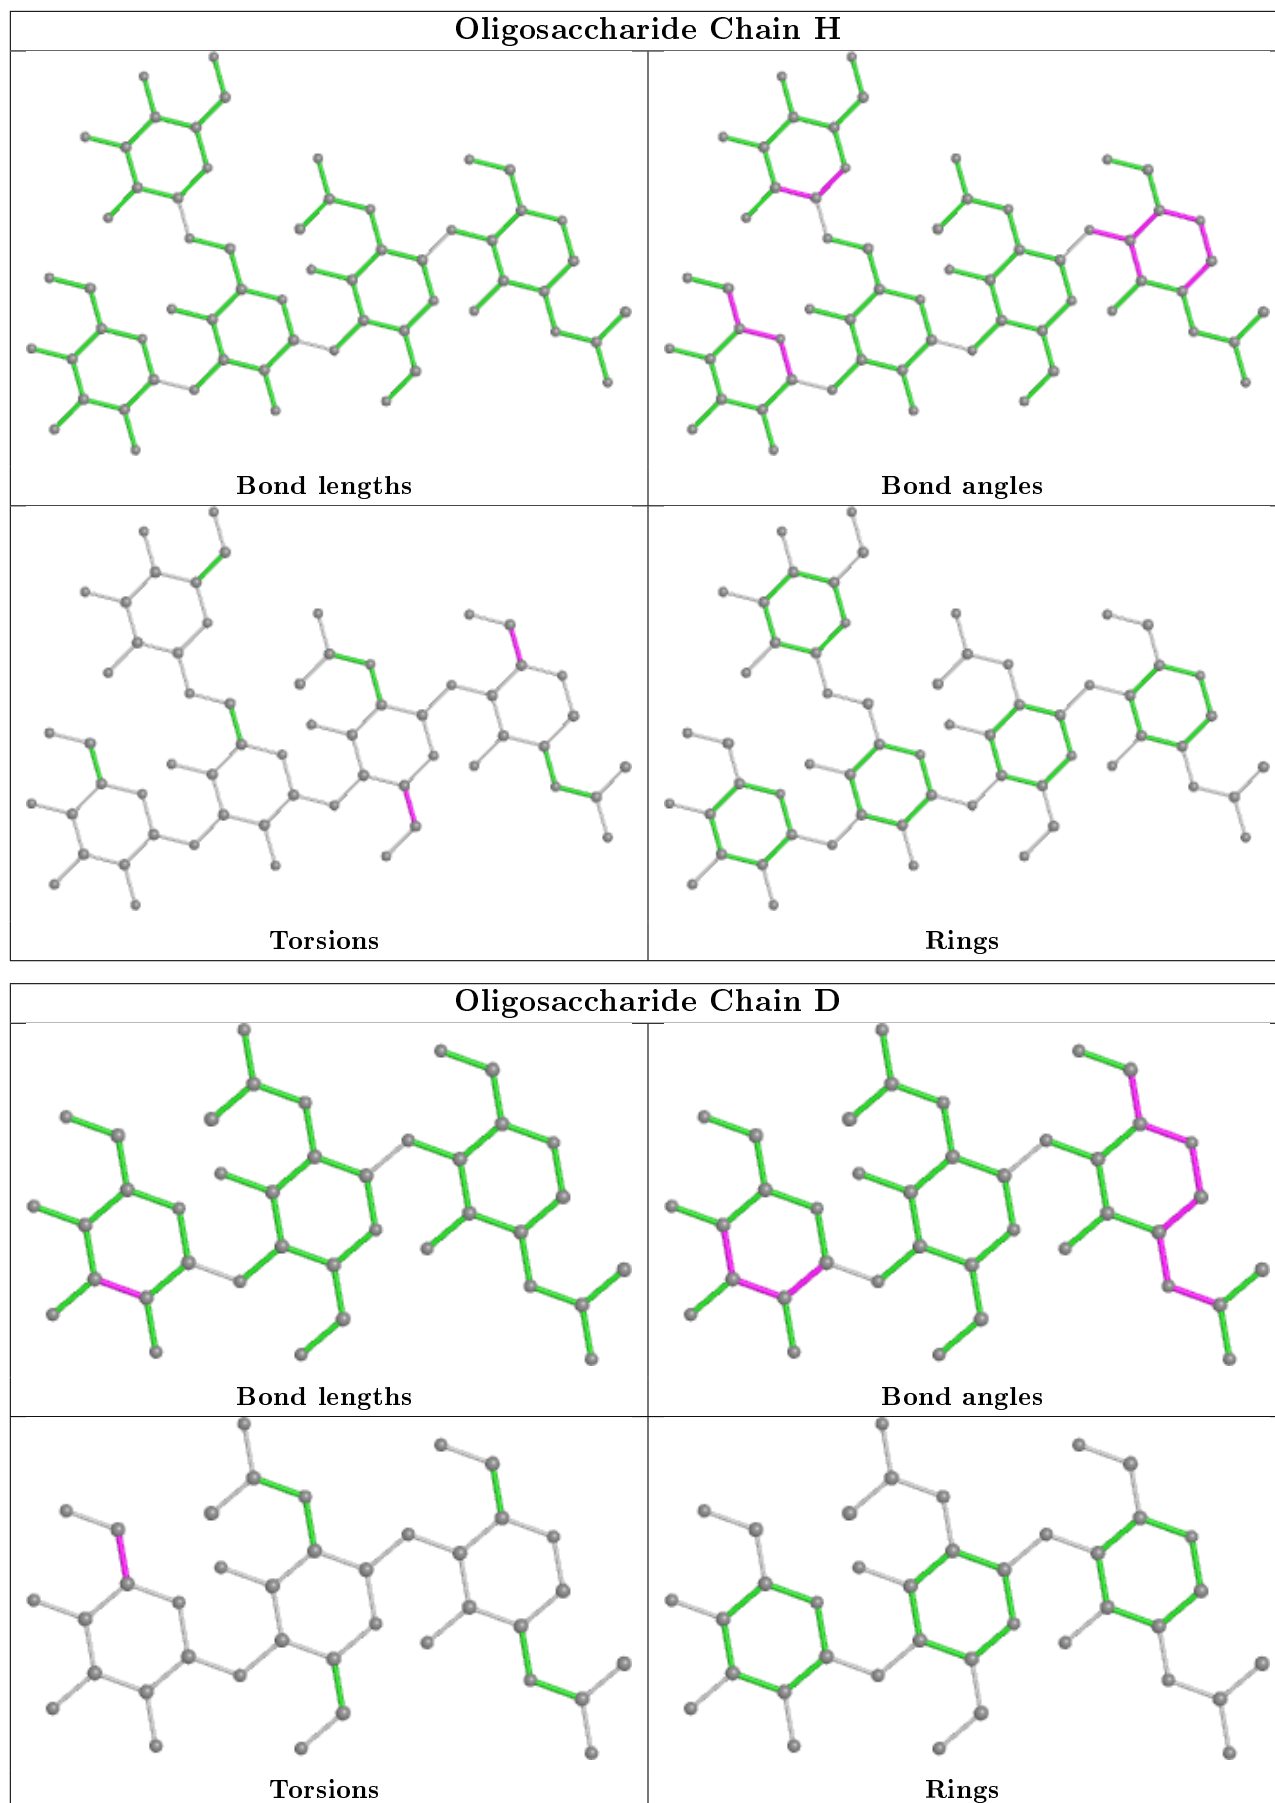 Oligosaccharide Chain H
Bond lengths
Bond angles
Torsions
Rings
Oligosaccharide Chain D
Bond lengths
Bond angles
Torsions
Rings